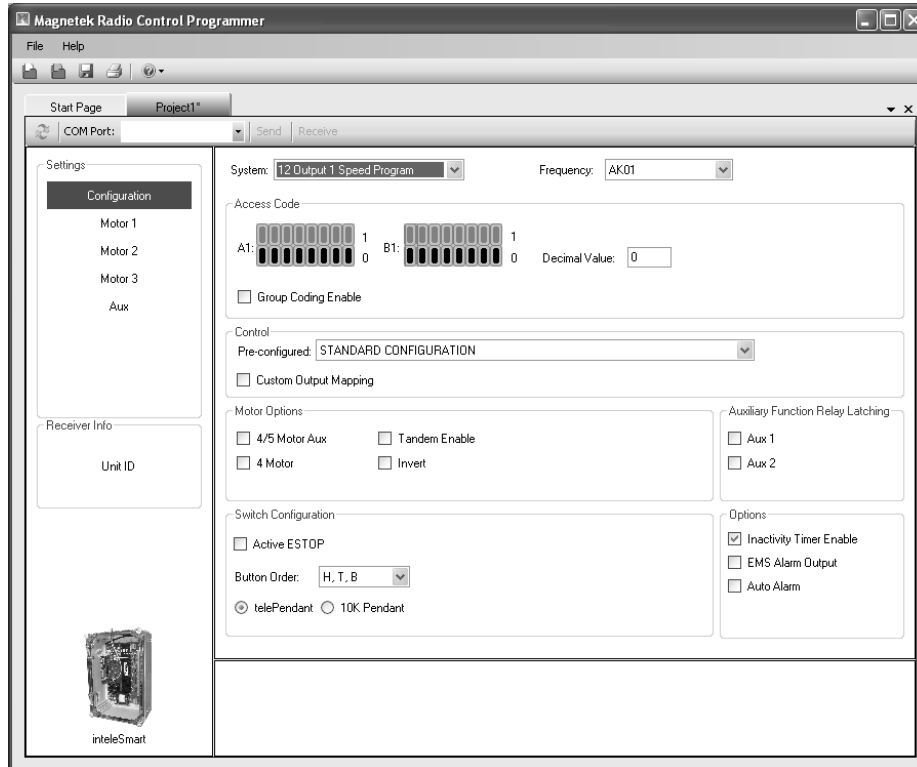 Magnetek Radio Control Programmer
File Help
Start Page Project1*
COM Port: Send Receive
Settings
Configuration
Motor 1
Motor 2
Motor 3
Aux
Receiver Info
Unit ID
inteleSmart
System: 12 Output 1 Speed Program Frequency: AK01
Access Code
A1: 1 0 B1: 1 0 Decimal Value: 0
Group Coding Enable
Control
Pre-configured: STANDARD CONFIGURATION
Custom Output Mapping
Motor Options
4/5 Motor Aux Tandem Enable
4 Motor Invert
Auxiliary Function Relay Latching
Aux 1
Aux 2
Switch Configuration
Active ESTOP
Button Order: H, T, B
telePendant 10K Pendant
Options
Inactivity Timer Enable
EMS Alarm Output
Auto Alarm